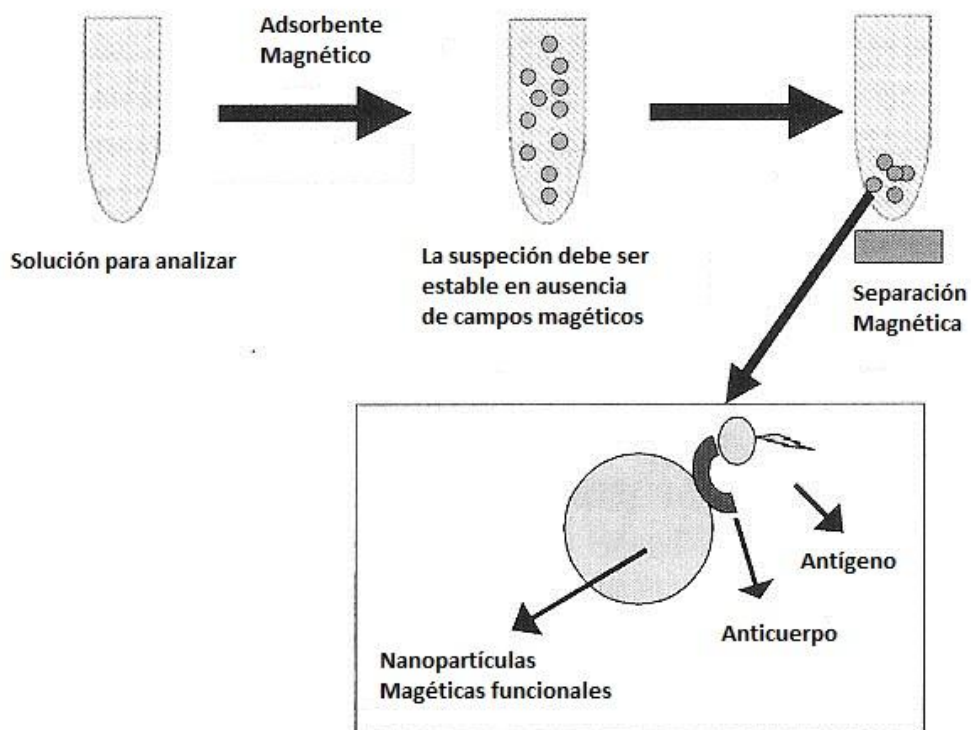 Adsorbente
Magnético
Solución para analizar
La suspeción debe ser
estable en ausencia
de campos magéticos
Separación
Magnética
Antígeno
Anticuerpo
Nanopartículas
Magéticas funcionales